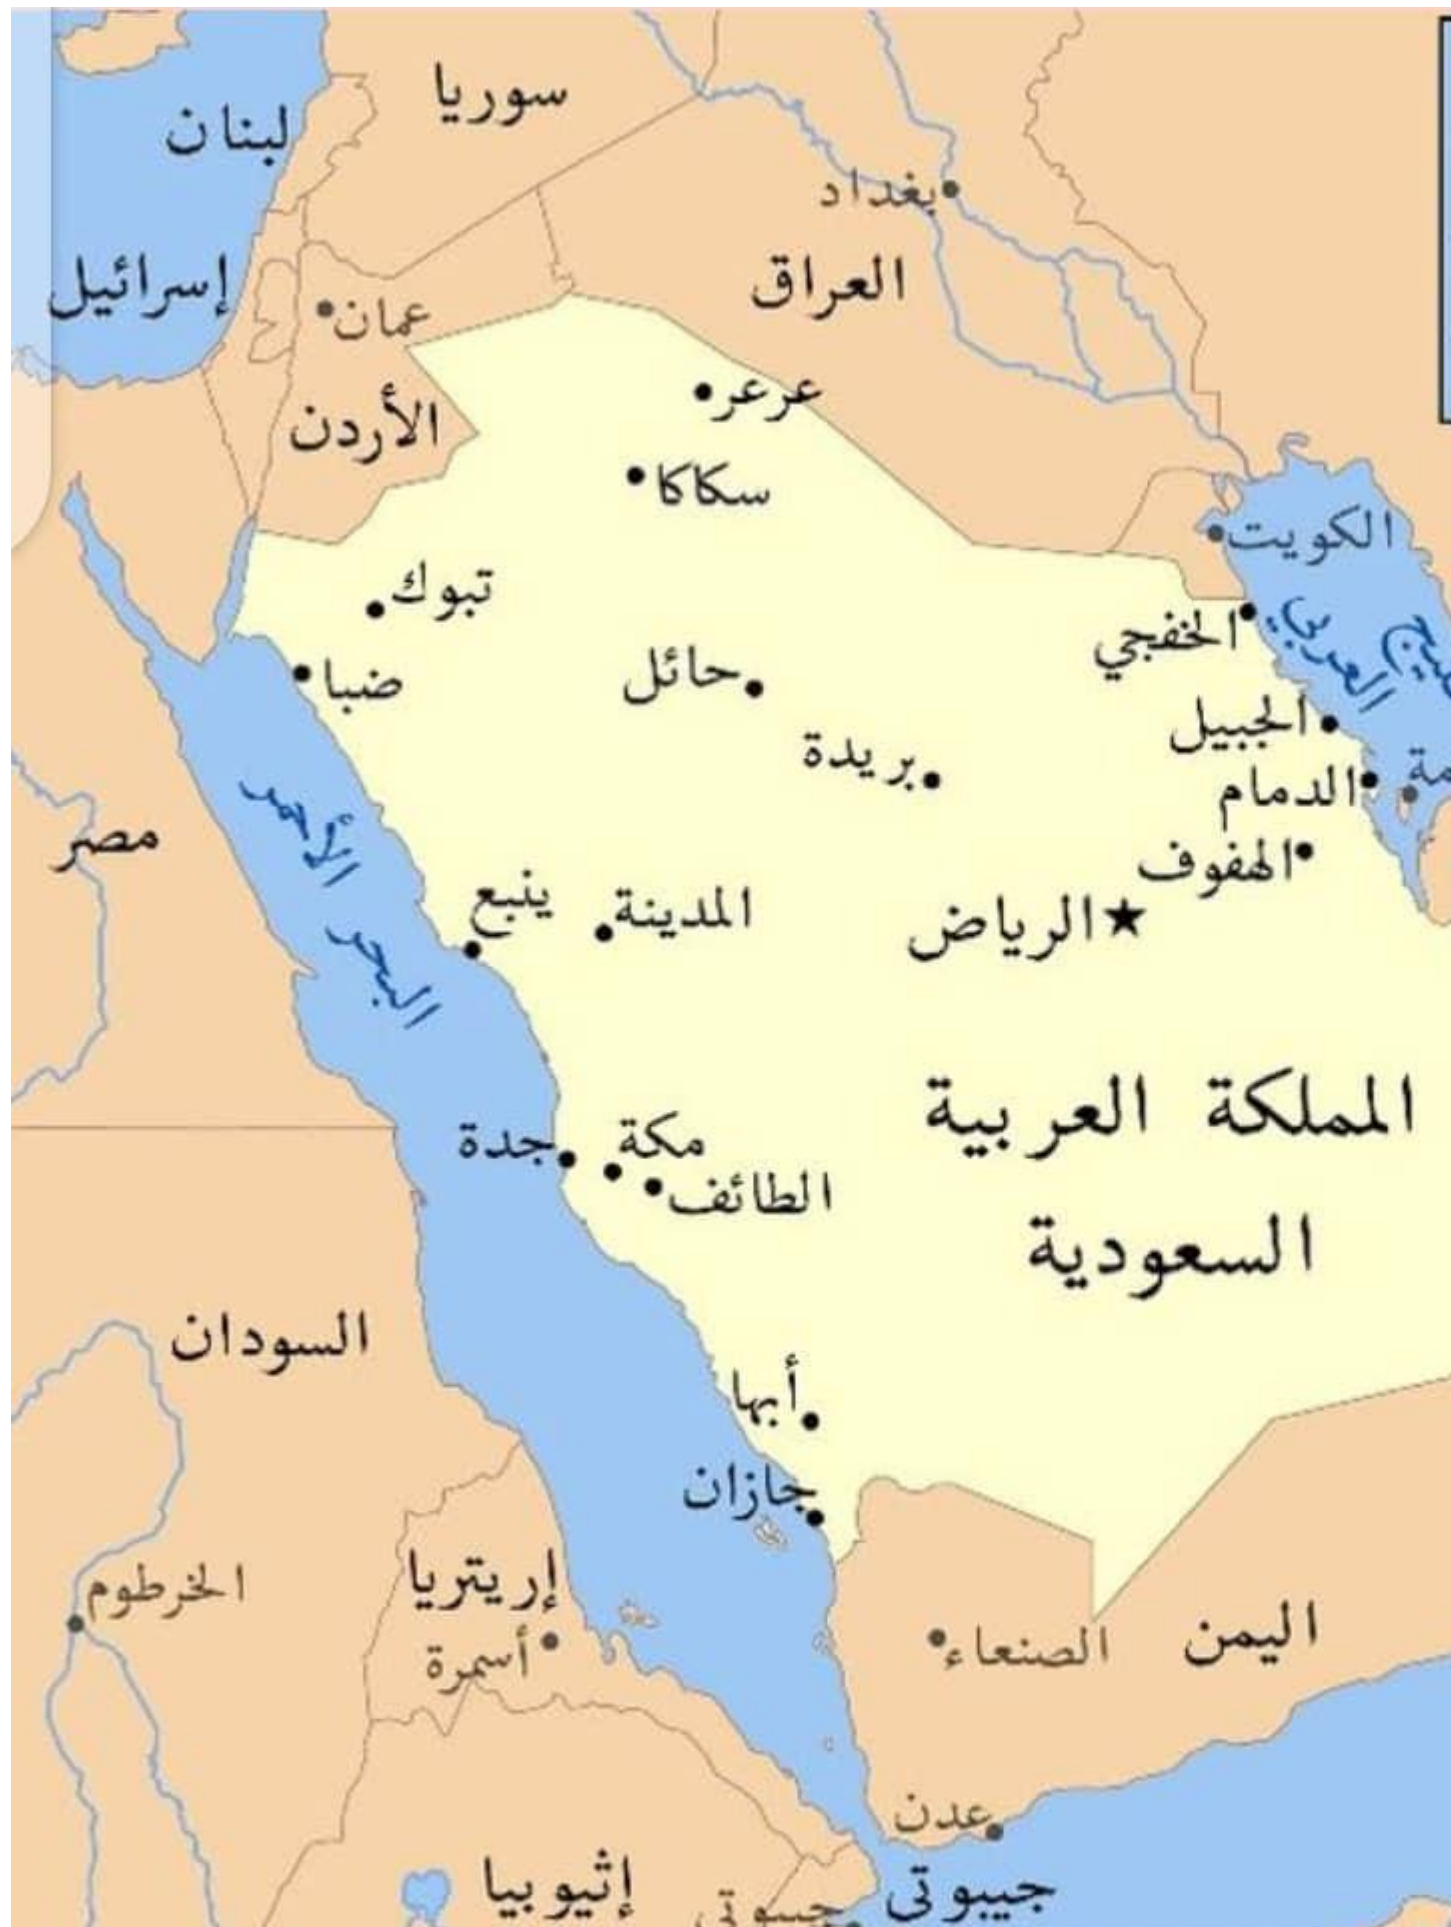 سوريا
لبنان
بغداد
العراق
إسرائيل
عمان
عرعر
الأردن
سكاكا
الكويت
تبوك
الخفجي
العربي
ضبا
حائل
الجبيل
بريدة
الدمام
مصر
البحر الأحمر
الهفوف
ينبع
المدينة
الرياض
المملكة العربية
السعودية
جدة
مكة
الطائف
السودان
أبها
جازان
إريتريا
الخرطوم
أسمرة
الصنعاء
اليمن
عدن
إثيوبيا
جيبوتي
جيبوتي